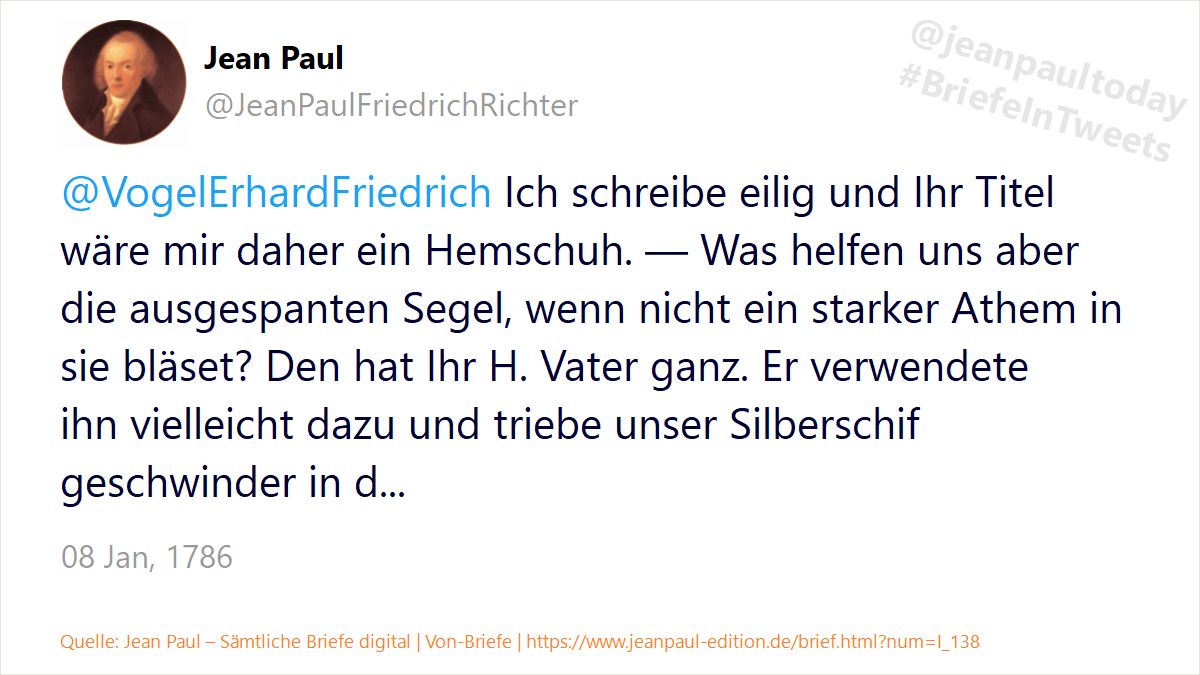 Jean Paul
@JeanPaulFriedrichRichter
@jeanpaultoday
#BriefeInTweets
@VogelErhardFriedrich Ich schreibe eilig und Ihr Titel
wäre mir daher ein Hemschuh. — Was helfen uns aber
die ausgespanten Segel, wenn nicht ein starker Athem in
sie bläset? Den hat Ihr H. Vater ganz. Er verwendete
ihn vielleicht dazu und triebe unser Silberschif
geschwinder in d...
08 Jan, 1786
Quelle: Jean Paul – Sämtliche Briefe digital | Von-Briefe | https://www.jeanpaul-edition.de/brief.html?num=I_138